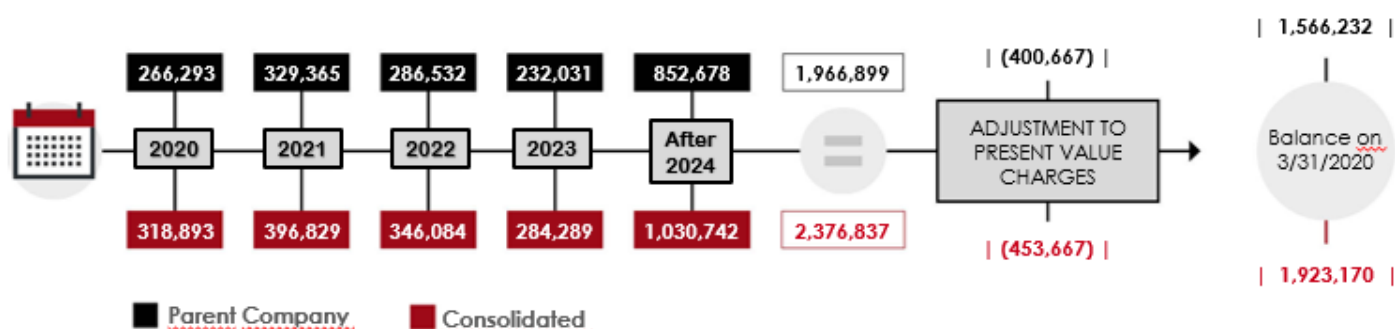 | 1,566,232 |
| (400,667) |
266,293 329,365 286,532 232,031 852,678 1,966,899
2020 2021 2022 2023 After
2024
ADJUSTMENT TO
PRESENT VALUE
CHARGES
Balance on
3/31/2020
318,893 396,829 346,084 284,289 1,030,742 2,376,837
| (453,667) |
| 1,923,170 |
Parent Company Consolidated